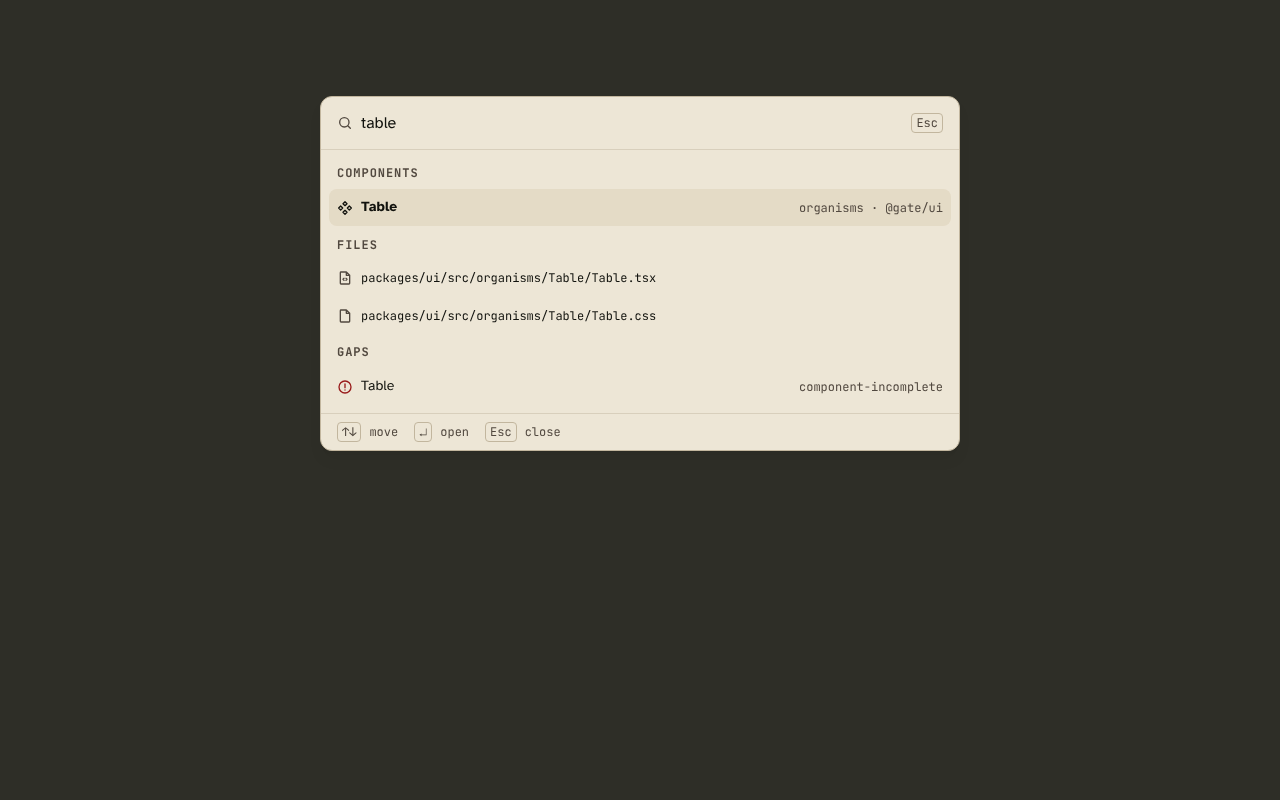 table Esc
COMPONENTS
Table organisms · @gate/ui
FILES
packages/ui/src/organisms/Table/Table.tsx
packages/ui/src/organisms/Table/Table.css
GAPS
Table component-incomplete
↑↓ move ↵ open Esc close